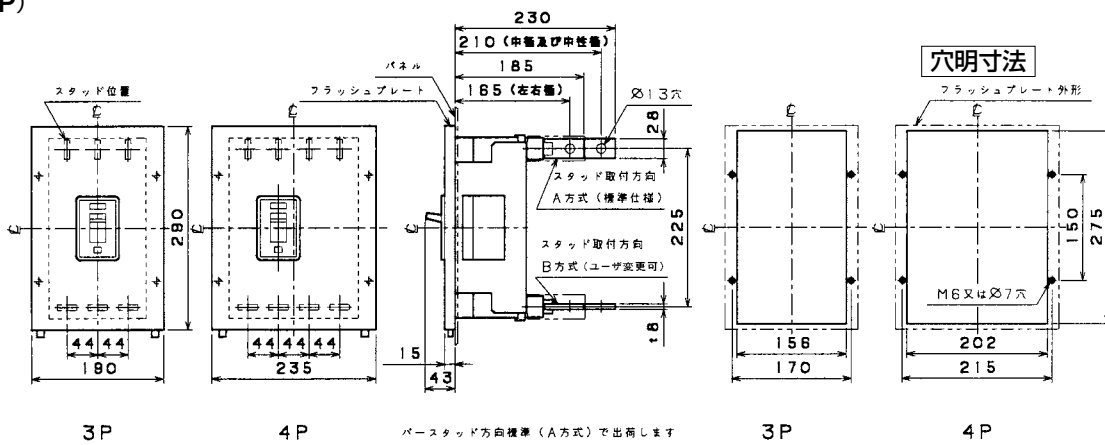 P）
230
210（中極及び中性極）
185
165（左右極）
パネル
フラッシュプレート
スタッド位置
℄
℄
Ø13穴
28
穴明寸法
フラッシュプレート外形
℄
℄
スタッド取付方向
A方式（標準仕様）
スタッド取付方向
B方式（ユーザ変更可）
℄
℄
℄
℄
290
225
150
275
M6又はØ7穴
t8
44 44
44 44 44
15
43
190
235
156
170
202
215
3P
4P
バースタッド方向標準（A方式）で出荷します
3P
4P